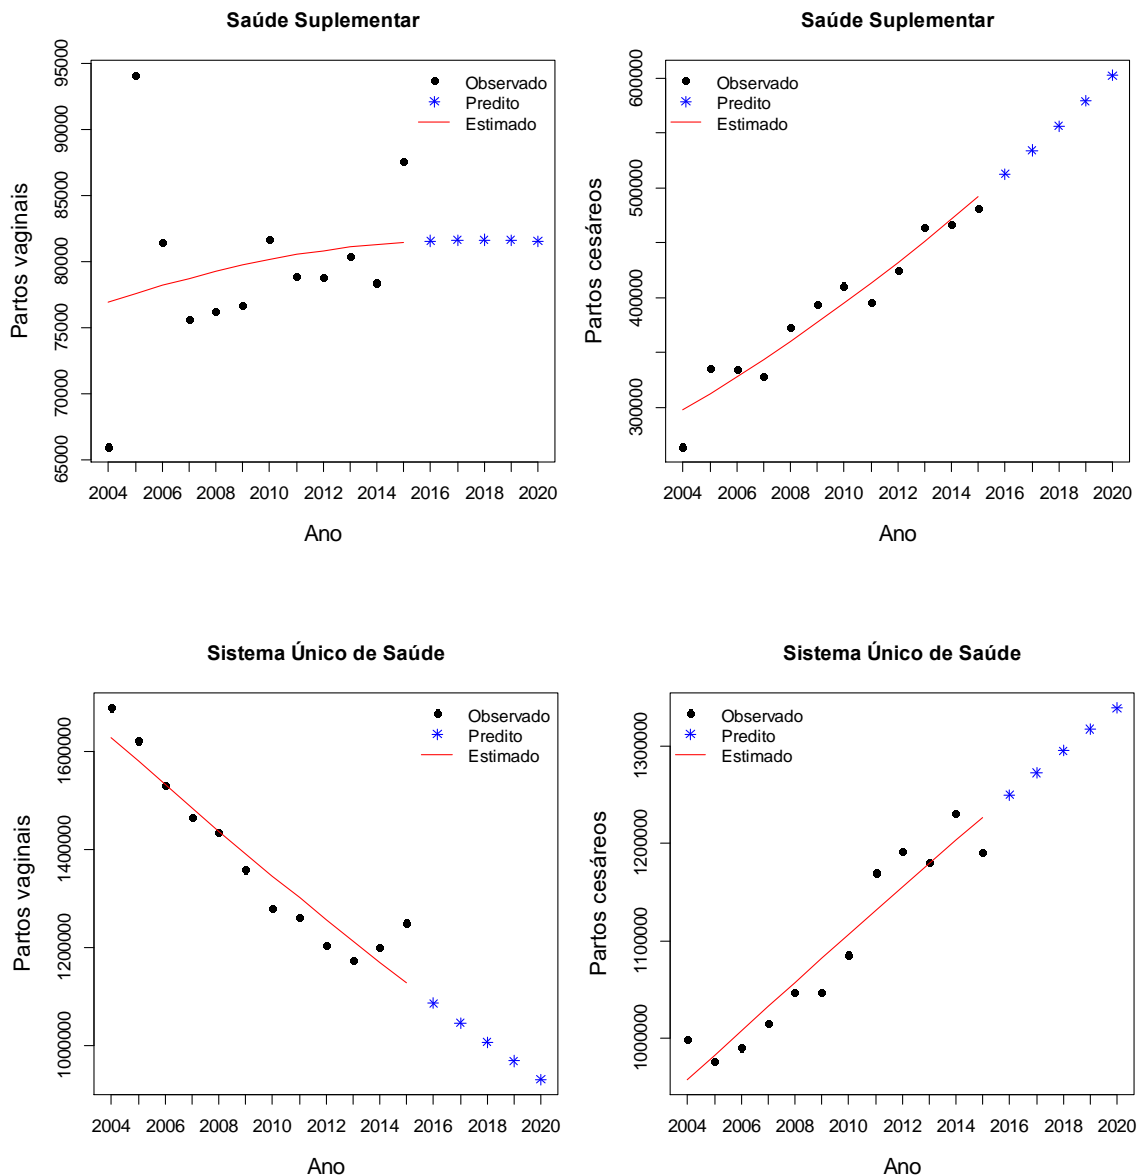 Saúde Suplementar
Partos vaginais
95000
90000
85000
80000
75000
70000
65000
Observado
Predito
Estimado
2004 2006 2008 2010 2012 2014 2016 2018 2020
Ano
Saúde Suplementar
Partos cesáreos
600000
500000
400000
300000
Observado
Predito
Estimado
2004 2006 2008 2010 2012 2014 2016 2018 2020
Ano
Sistema Único de Saúde
Partos vaginais
1600000
1400000
1200000
1000000
Observado
Predito
Estimado
2004 2006 2008 2010 2012 2014 2016 2018 2020
Ano
Sistema Único de Saúde
Partos cesáreos
1300000
1200000
1100000
1000000
Observado
Predito
Estimado
2004 2006 2008 2010 2012 2014 2016 2018 2020
Ano